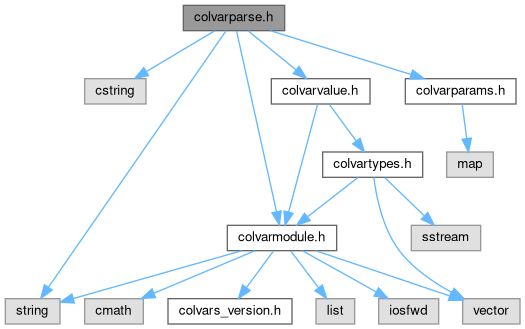 colvarparse.h
cstring
colvarvalue.h
colvarparams.h
colvartypes.h
map
colvarmodule.h
sstream
string
cmath
colvars_version.h
list
iosfwd
vector